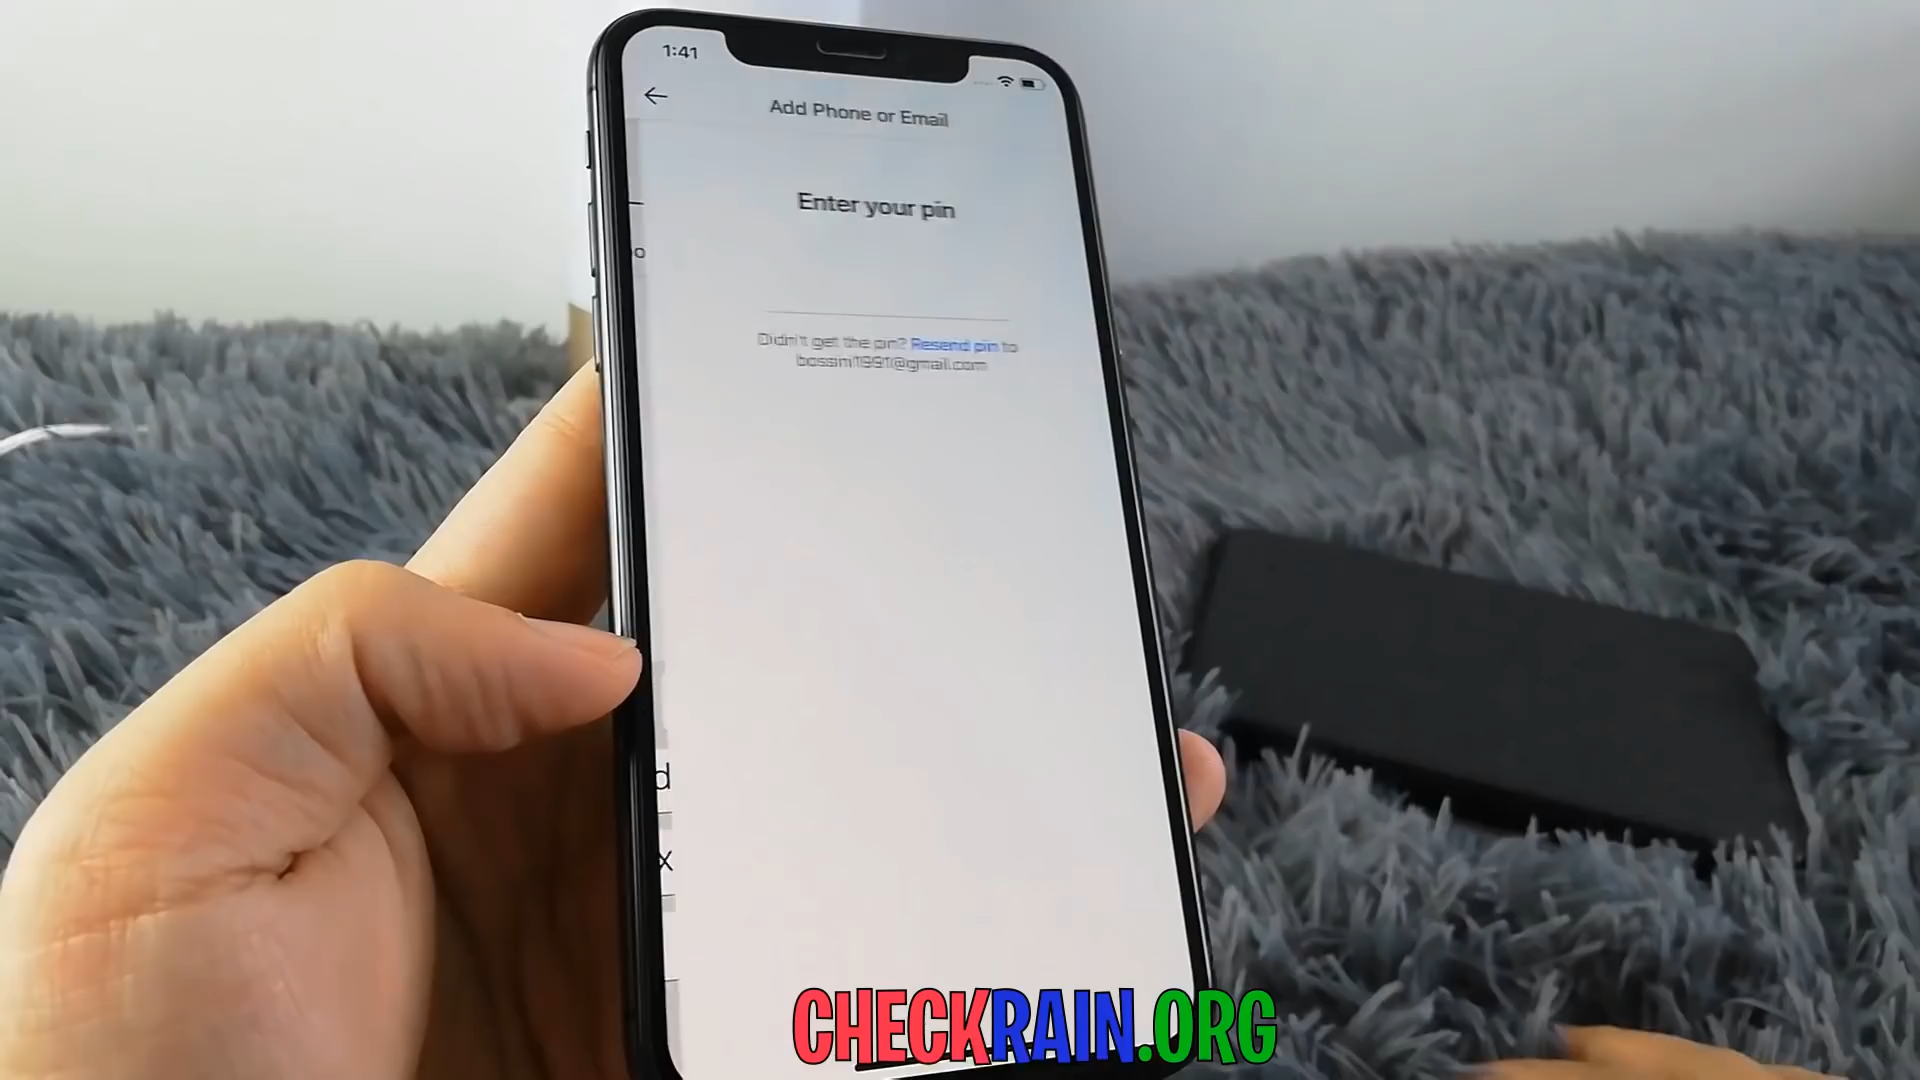 1:41
Add Phone or Email
Enter your pin
Didn't get the pin? Resend pin to
bossini1991@gmail.com
d
x
CHECKRAIN.ORG